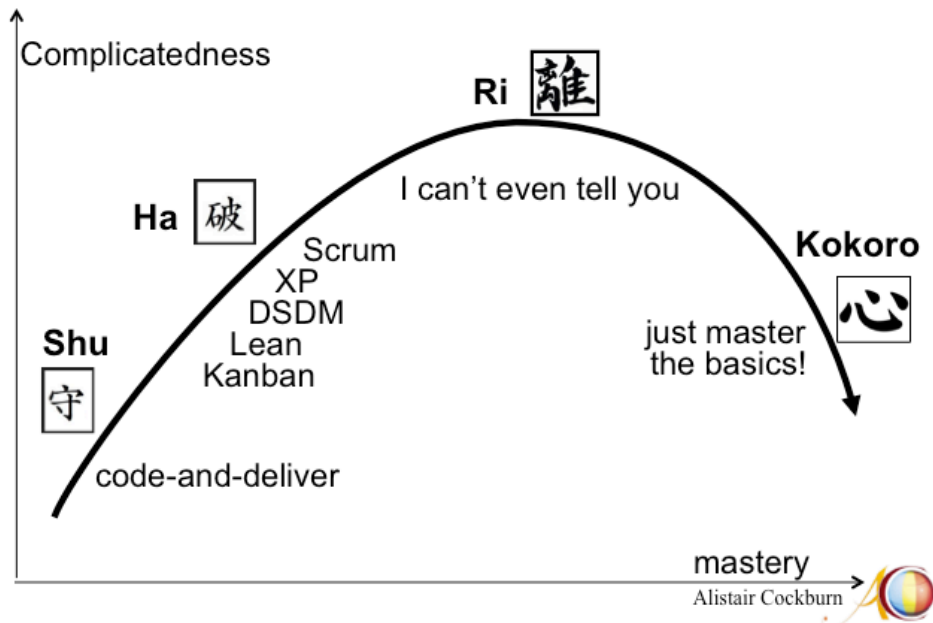 Complicatedness
Ri 離
I can't even tell you
Ha 破
Scrum
XP
DSDM
Lean
Kanban
Kokoro
心
just master
the basics!
Shu
守
code-and-deliver
mastery
Alistair Cockburn